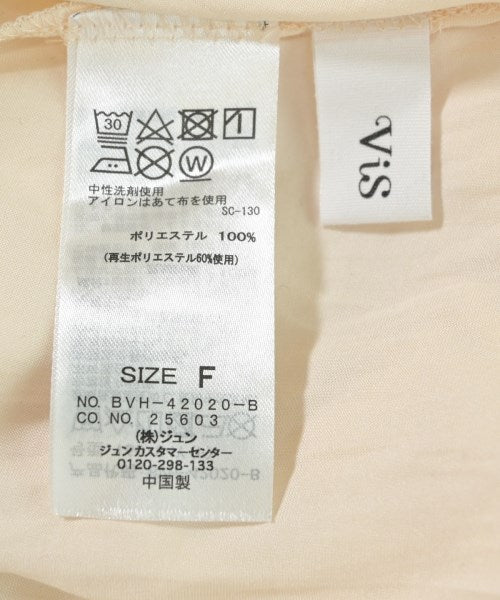 30
W
中性洗剤使用
アイロンはあて布を使用
SC-130
ポリエステル 100%
(再生ポリエステル60%使用)
SIZE F
NO. BVH-42020-B
CO. NO. 25603
(株)ジュン
ジュンカスタマーセンター
0120-298-133
中国製
ViS